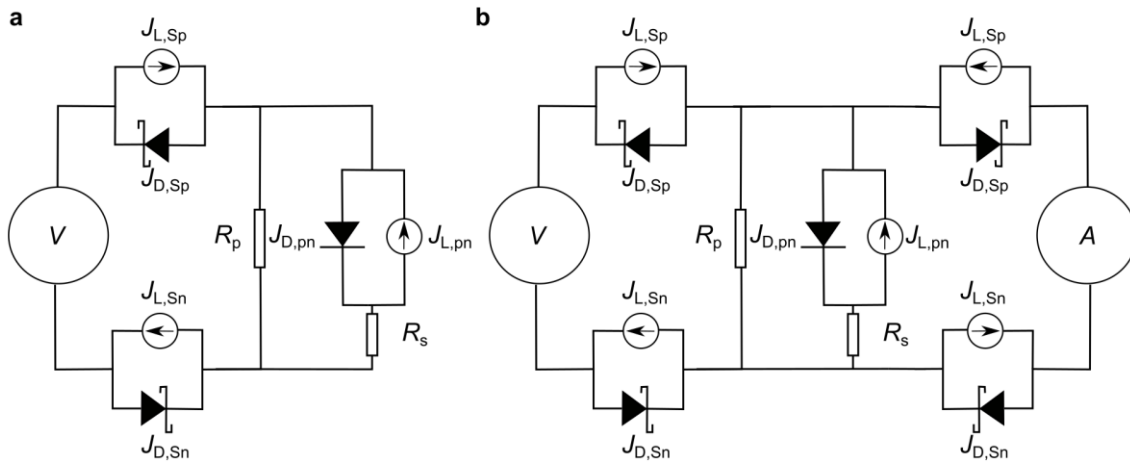 a
J_L,Sp
J_D,Sp
V
R_p
J_D,pn
J_L,pn
J_L,Sn
R_s
J_D,Sn
b
J_L,Sp
J_L,Sp
J_D,Sp
J_D,Sp
V
R_p
J_D,pn
J_L,pn
A
J_L,Sn
J_L,Sn
R_s
J_D,Sn
J_D,Sn